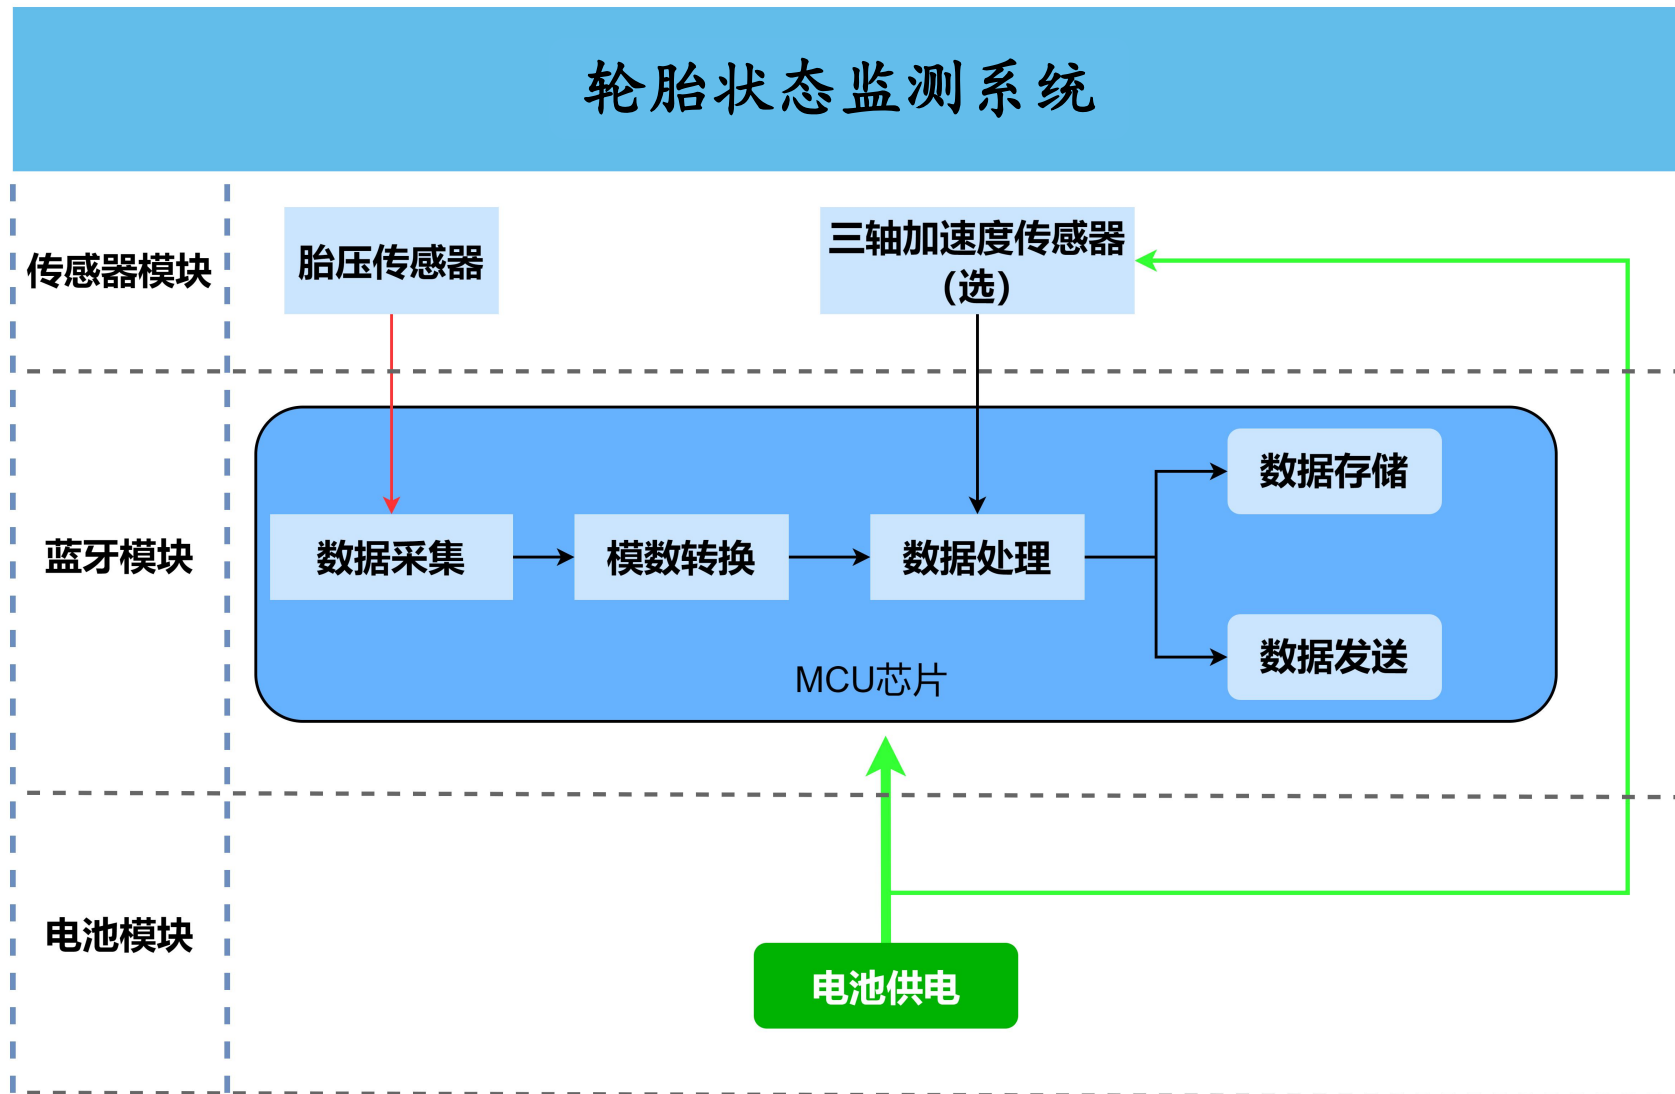 轮胎状态监测系统
传感器模块
胎压传感器
三轴加速度传感器
（选）
蓝牙模块
数据采集
模数转换
数据处理
数据存储
数据发送
MCU芯片
电池模块
电池供电